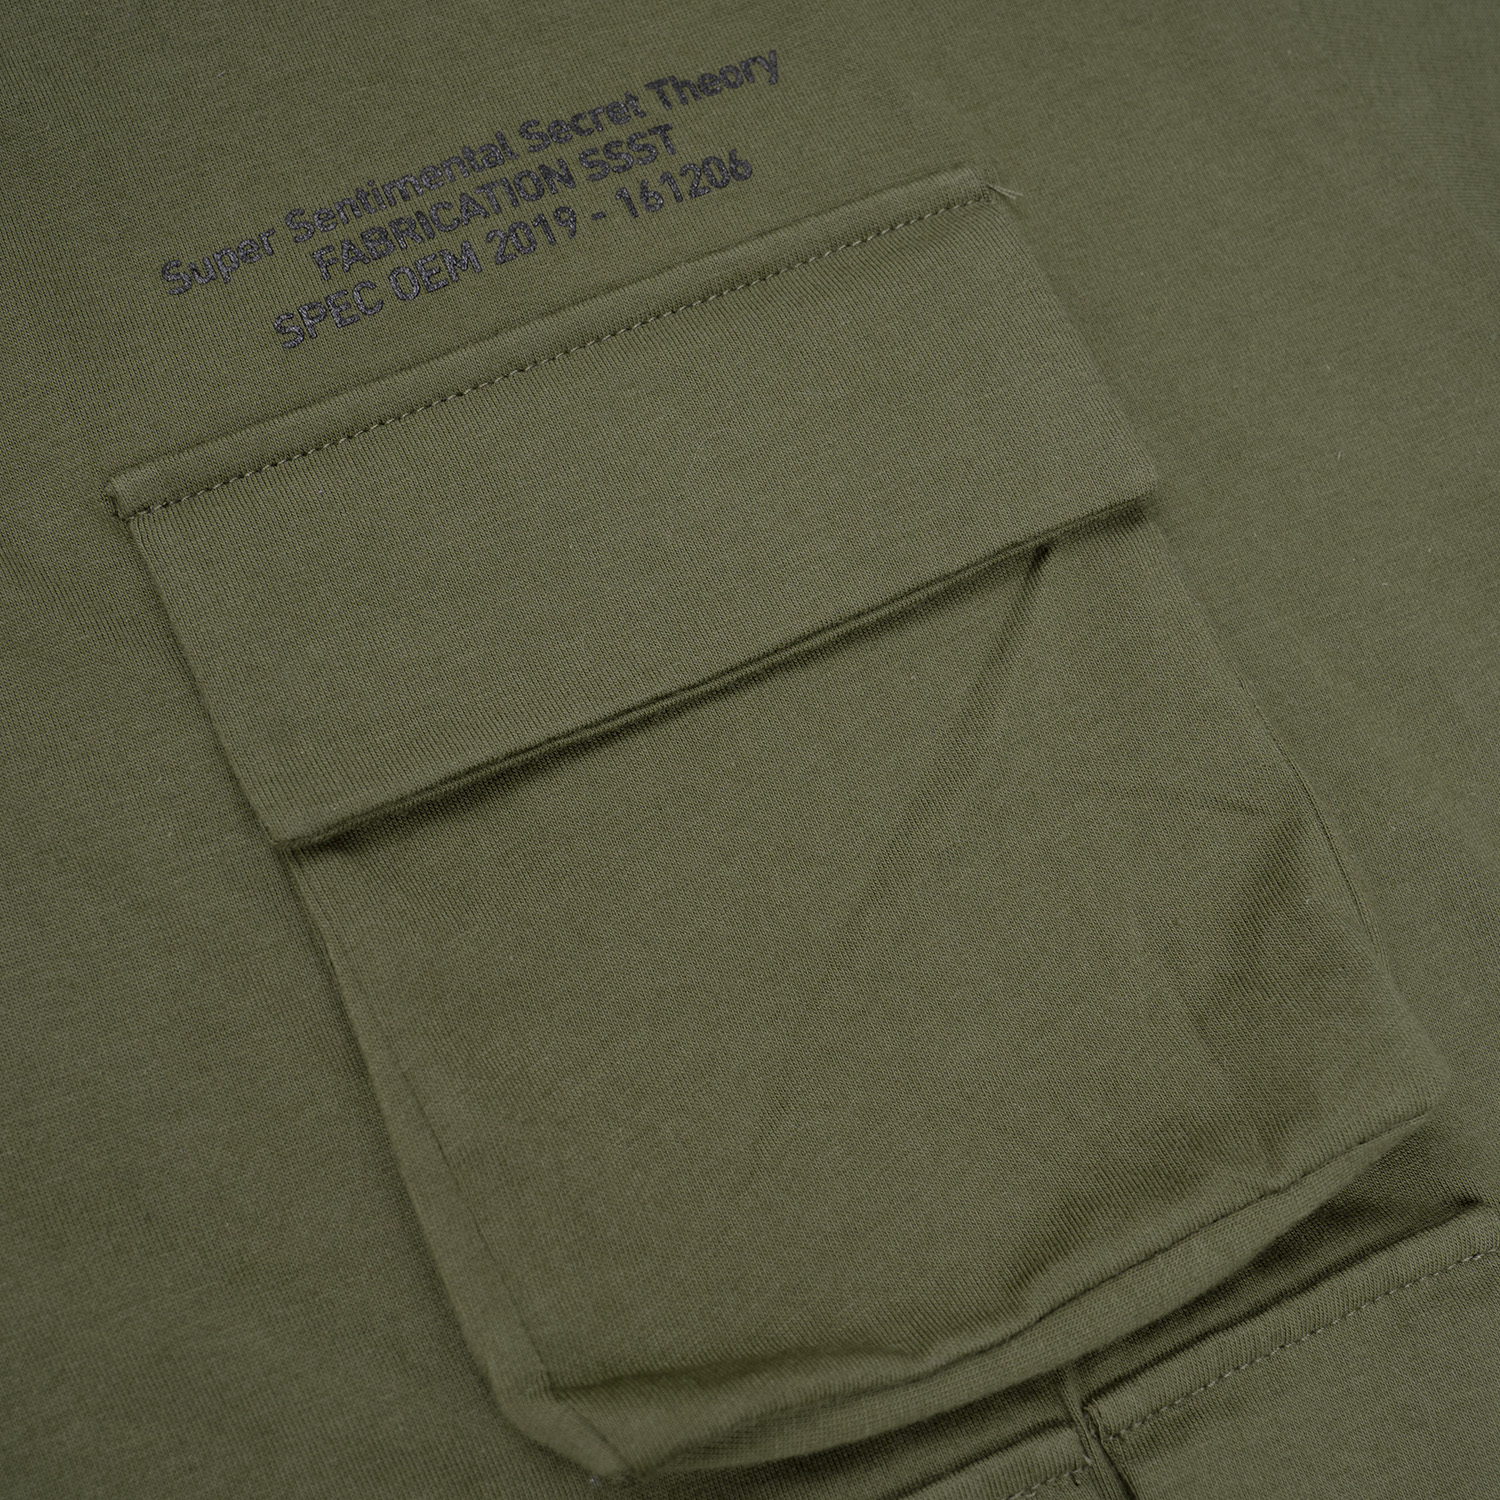 Super Sentimental Secret Theory
FABRICATION SSST
SPEC OEM 2019 - 161206